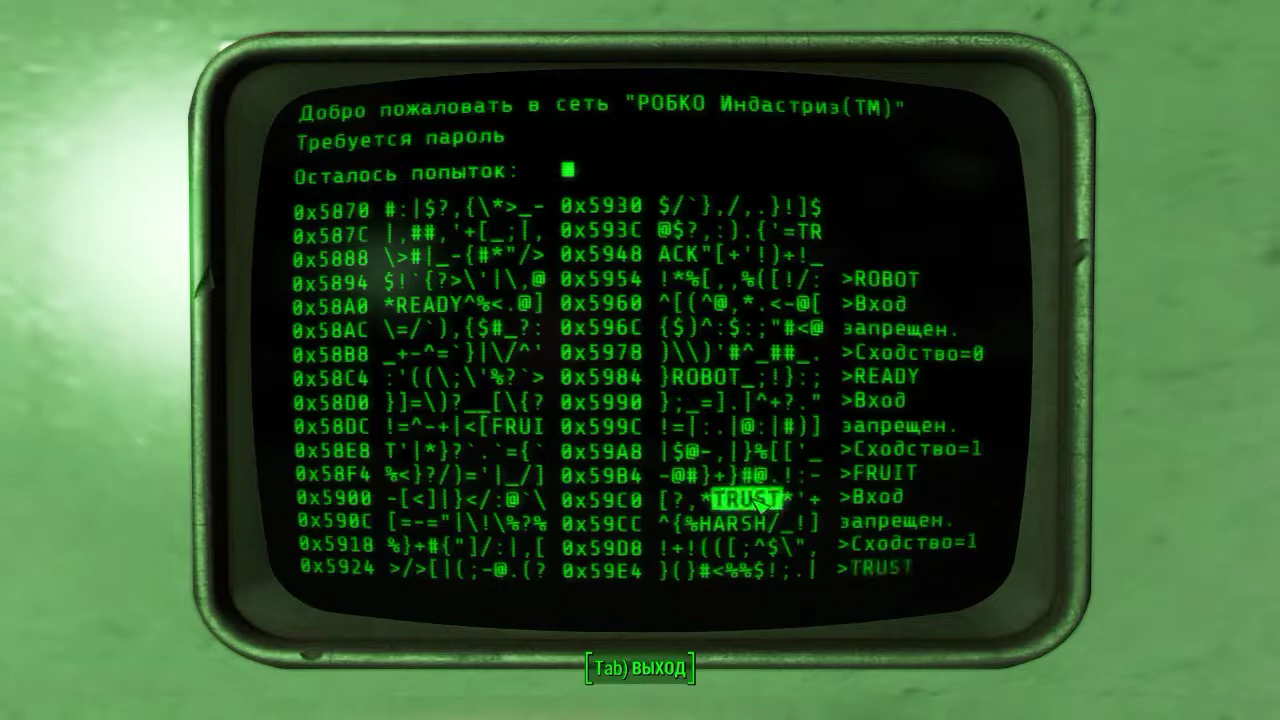 Добро пожаловать в сеть "РОБКО Индастриз(ТМ)"
Требуется пароль
Осталось попыток: ■
0x5870 #:|$?,{\*>_- 0x5930 $/`},/,.}!]$
0x587C |,##,'+[_;|, 0x593C @$?,:).{'=TR
0x5888 \>#|_-{#*"/> 0x5948 ACK"[+'!)+!_
0x5894 $!`{?>\'|\,@ 0x5954 !*%[,,%([!/: >ROBOT
0x58A0 *READY^%<.@] 0x5960 ^[(^@,*.<-@[ >Вход
0x58AC \=/`),{$#_?: 0x596C {$)^:$:;"#<@ запрещен.
0x58B8 _+-^=`}|\/^' 0x5978 )\\)'#^_##_. >Сходство=0
0x58C4 :'((\;\'%?`> 0x5984 }ROBOT_;!}:; >READY
0x58D0 }]=\)?__[\{? 0x5990 };_=].|^+?." >Вход
0x58DC !=^-+|<[FRUI 0x599C !=[:.|@:|#)] запрещен.
0x58E8 T'|*}?`.`={` 0x59A8 |$@-,|}%[['_ >Сходство=1
0x58F4 %<}?/)='|_/] 0x59B4 -@#}+}#@.!:- >FRUIT
0x5900 -[<]|}</:@`\ 0x59C0 [?,*TRUST*'+ >Вход
0x590C [=-="|\!\%?% 0x59CC ^{%HARSH/_!] запрещен.
0x5918 %}+#{"]/:|,[ 0x59D8 !+!(([;^$\", >Сходство=1
0x5924 >/>[|(;-@.(? 0x59E4 }(}#<%%$!;.| >TRUST
[Tab) ВЫХОД]